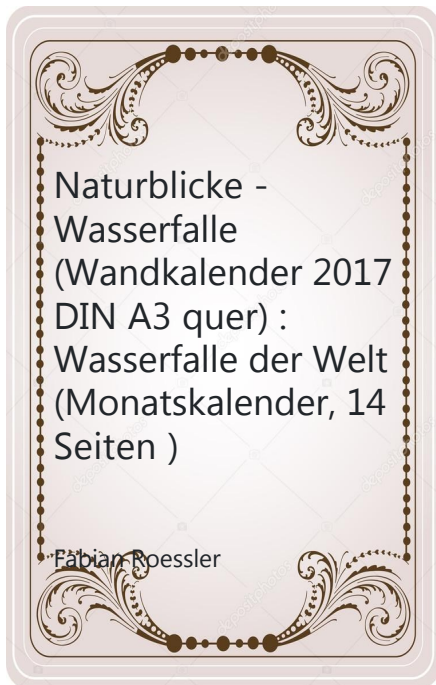 Naturblicke -
Wasserfalle
(Wandkalender 2017
DIN A3 quer) :
Wasserfalle der Welt
(Monatskalender, 14
Seiten )
Fabian Roessler